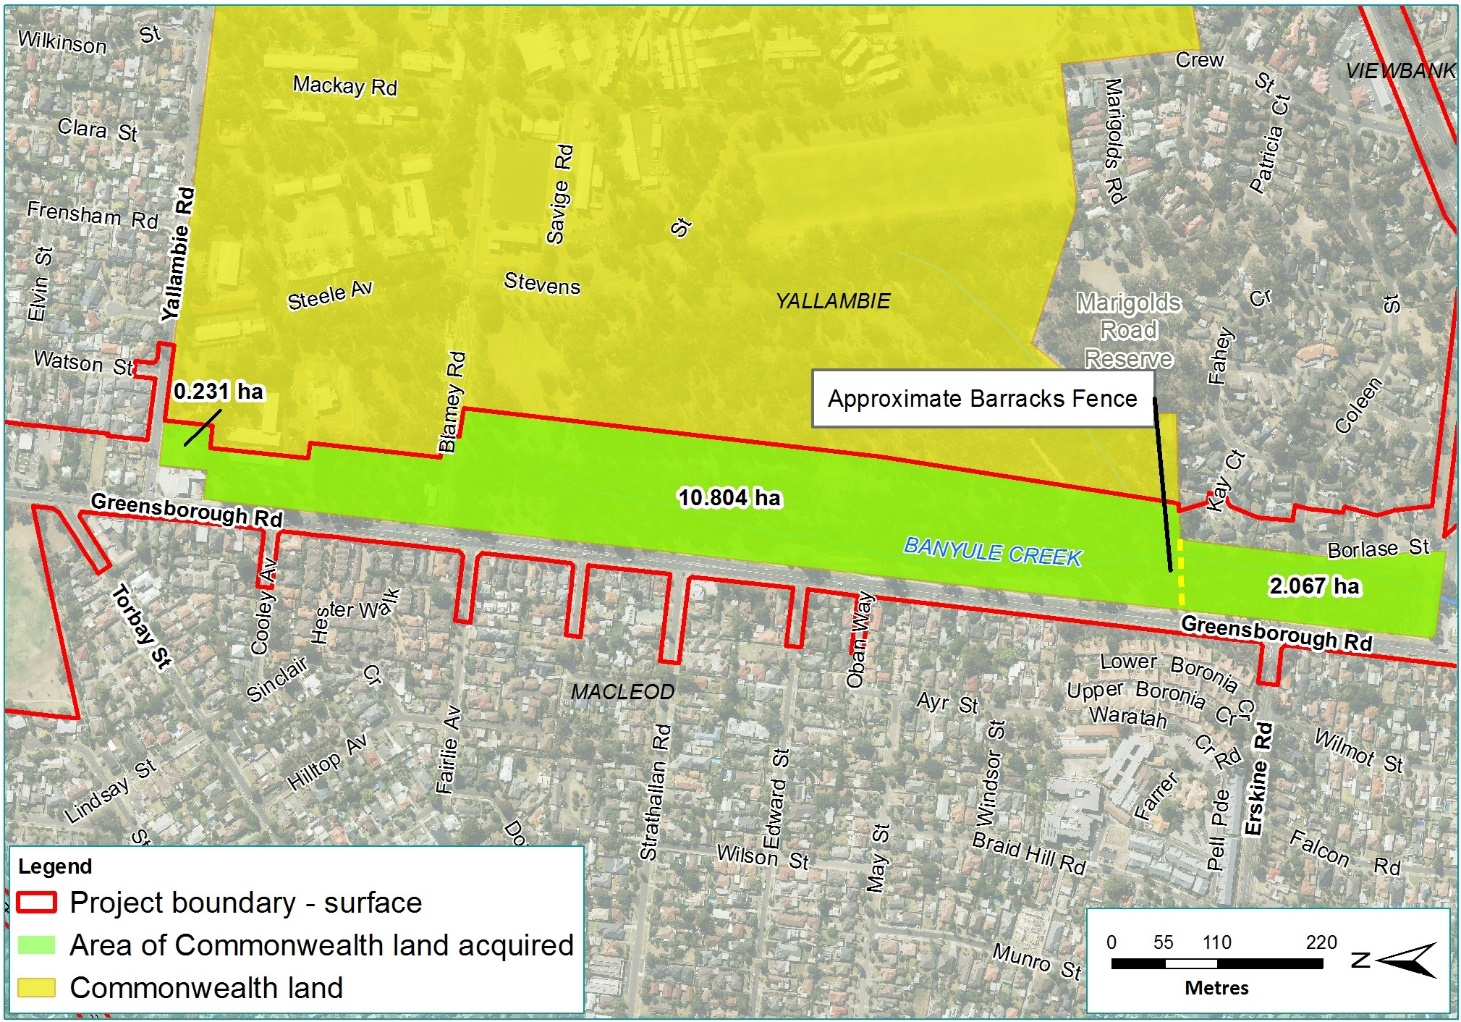 Wilkinson St
Crew St
VIEWBANK
Mackay Rd
Marigolds Rd
Patricia Ct
Clara St
Savige Rd
Frensham Rd
Yallambie Rd
St
Elvin St
Stevens
Steele Av
YALLAMBIE
Marigolds
Road
Reserve
Cr
St
Fahey
Watson St
0.231 ha
Blamey Rd
Approximate Barracks Fence
Coleen
Kay Ct
10.804 ha
Greensborough Rd
BANYULE CREEK
Borlase St
2.067 ha
Greensborough Rd
Torbay St
Cooley Av
Hester Walk
Oban Way
Sinclair
Cr
MACLEOD
Lower Boronia Cr
Upper Boronia Cr
Waratah
Cr
Rd
Ayr St
Windsor St
Wilmot St
Erskine Rd
Hilltop Av
Fairlie Av
Strathallan Rd
Edward St
Lindsay St
St
Farrer
Pell Pde
Do
Wilson St
May St
Braid Hill Rd
Falcon Rd
Munro St
Legend
Project boundary - surface
Area of Commonwealth land acquired
Commonwealth land
0 55 110 220
Metres
N